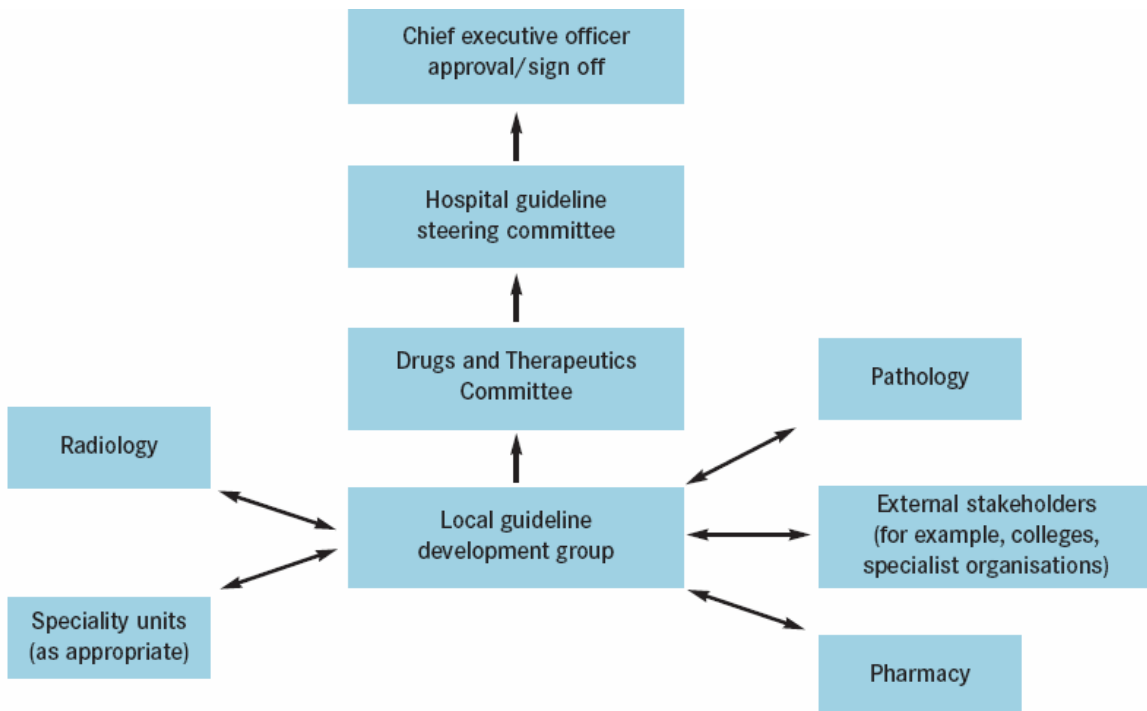 Chief executive officer
approval/sign off
Hospital guideline
steering committee
Drugs and Therapeutics
Committee
Pathology
Radiology
Local guideline
development group
External stakeholders
(for example, colleges,
specialist organisations)
Speciality units
(as appropriate)
Pharmacy